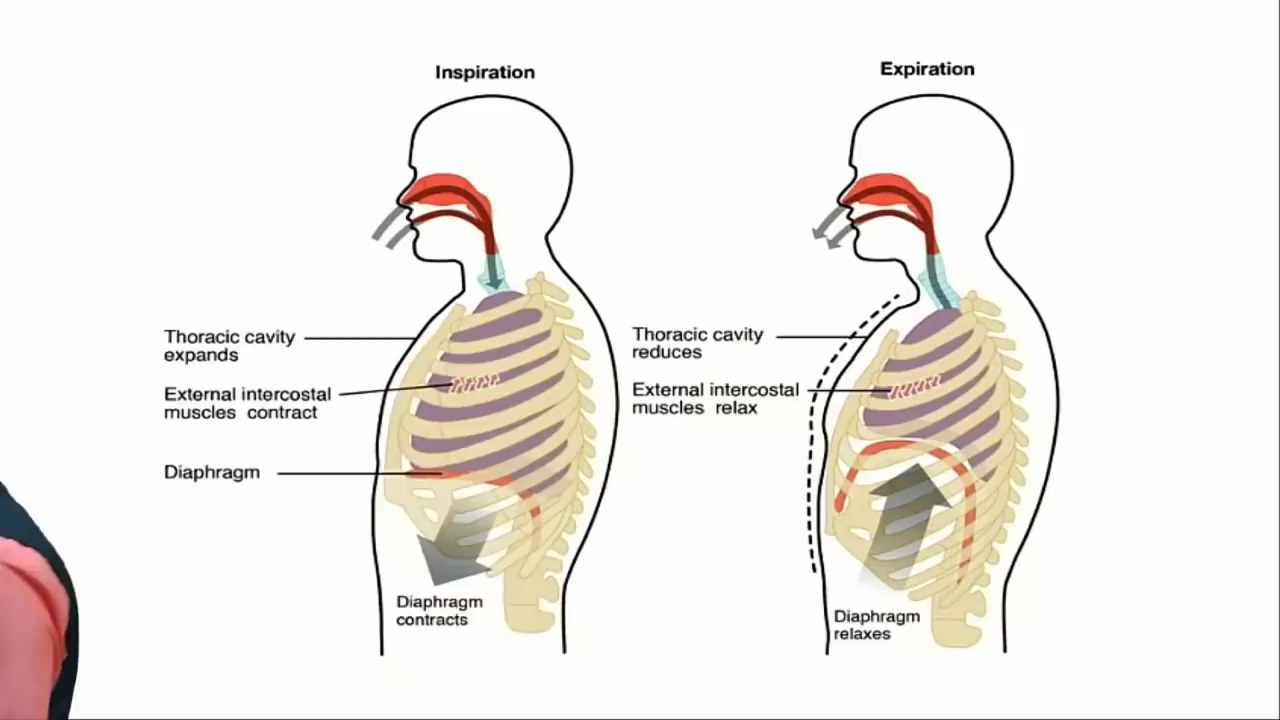 Inspiration
Thoracic cavity
expands
External intercostal
muscles contract
Diaphragm
Diaphragm
contracts
Expiration
Thoracic cavity
reduces
External intercostal
muscles relax
Diaphragm
relaxes